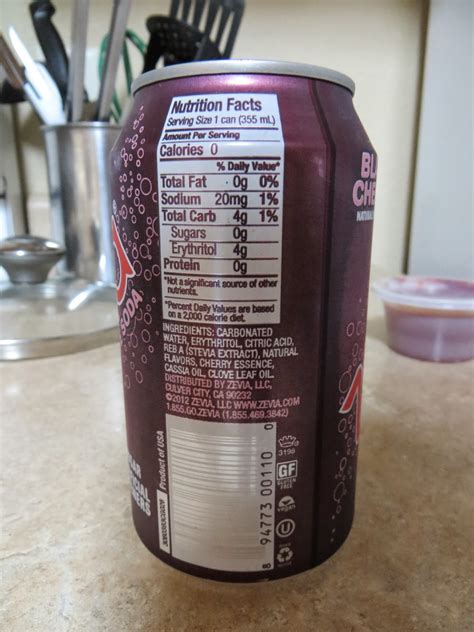 Nutrition Facts
Serving Size 1 can (355 mL)
Amount Per Serving
Calories 0
% Daily Value*
Total Fat 0g 0%
Sodium 20mg 1%
Total Carb 4g 1%
Sugars 0g
Erythritol 4g
Protein 0g
*Not a significant source of other
nutrients.
*Percent Daily Values are based
on a 2,000 calorie diet.
INGREDIENTS: CARBONATED
WATER, ERYTHRITOL, CITRIC ACID,
REB A (STEVIA EXTRACT), NATURAL
FLAVORS, CHERRY ESSENCE,
CASSIA OIL, CLOVE LEAF OIL.
DISTRIBUTED BY ZEVIA, LLC,
CULVER CITY, CA 90232
©2012 ZEVIA, LLC WWW.ZEVIA.COM
1.855.GO.ZEVIA (1.855.469.3842)
Product of USA
0 94773 00110
3198
GF
GLUTEN
FREE
vegan
U
SODA
BL
CHE